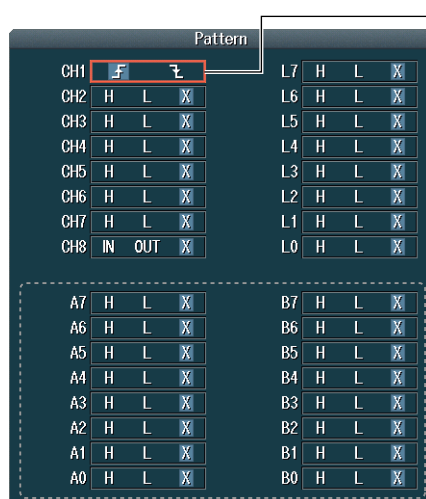 Pattern
CH1 L7 H L X
CH2 H L X L6 H L X
CH3 H L X L5 H L X
CH4 H L X L4 H L X
CH5 H L X L3 H L X
CH6 H L X L2 H L X
CH7 H L X L1 H L X
CH8 IN OUT X L0 H L X
A7 H L X B7 H L X
A6 H L X B6 H L X
A5 H L X B5 H L X
A4 H L X B4 H L X
A3 H L X B3 H L X
A2 H L X B2 H L X
A1 H L X B1 H L X
A0 H L X B0 H L X